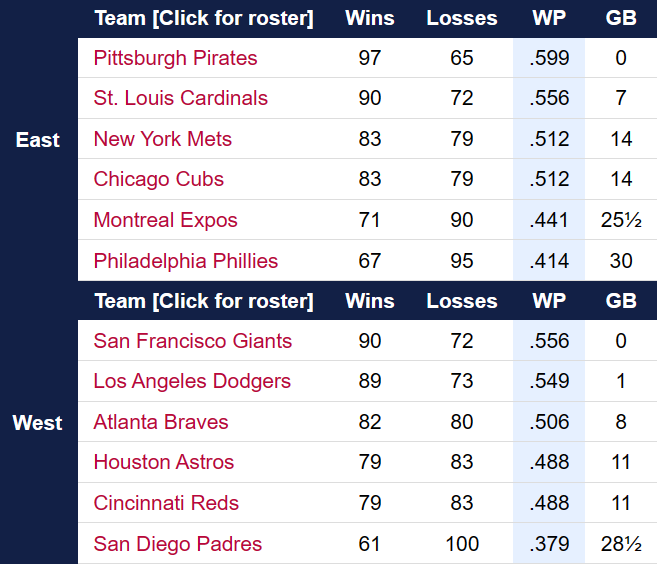 Team [Click for roster] Wins Losses WP GB
East
Pittsburgh Pirates 97 65 .599 0
St. Louis Cardinals 90 72 .556 7
New York Mets 83 79 .512 14
Chicago Cubs 83 79 .512 14
Montreal Expos 71 90 .441 25½
Philadelphia Phillies 67 95 .414 30
Team [Click for roster] Wins Losses WP GB
West
San Francisco Giants 90 72 .556 0
Los Angeles Dodgers 89 73 .549 1
Atlanta Braves 82 80 .506 8
Houston Astros 79 83 .488 11
Cincinnati Reds 79 83 .488 11
San Diego Padres 61 100 .379 28½